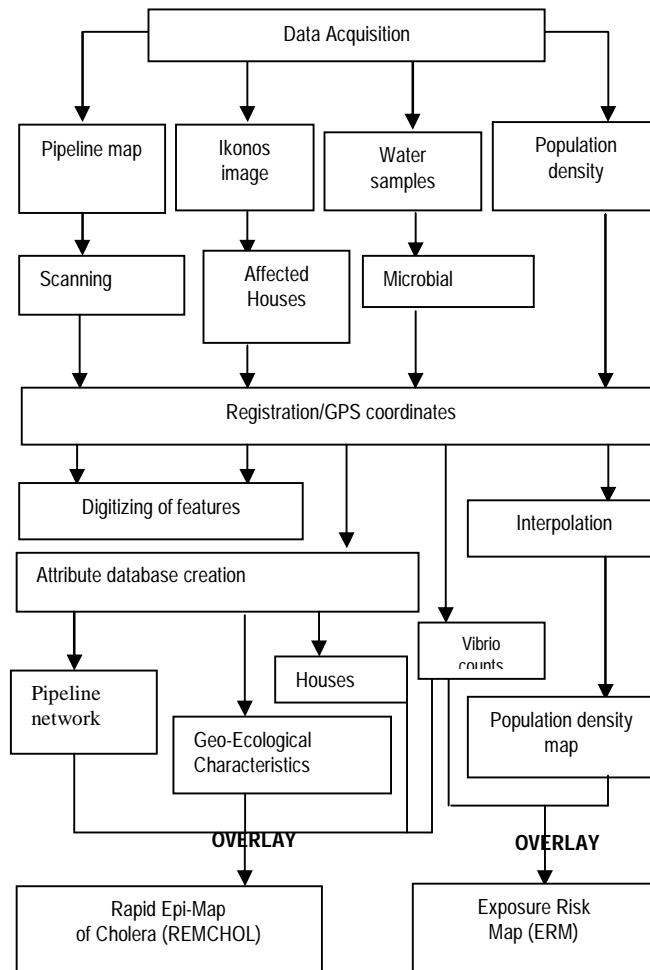 Data Acquisition
Pipeline map
Ikonos
image
Water
samples
Population
density
Scanning
Affected
Houses
Microbial
Registration/GPS coordinates
Digitizing of features
Interpolation
Attribute database creation
Vibrio
counts
Houses
Pipeline
network
Geo-Ecological
Characteristics
Population density
map
OVERLAY
OVERLAY
Rapid Epi-Map
of Cholera (REMCHOL)
Exposure Risk
Map (ERM)